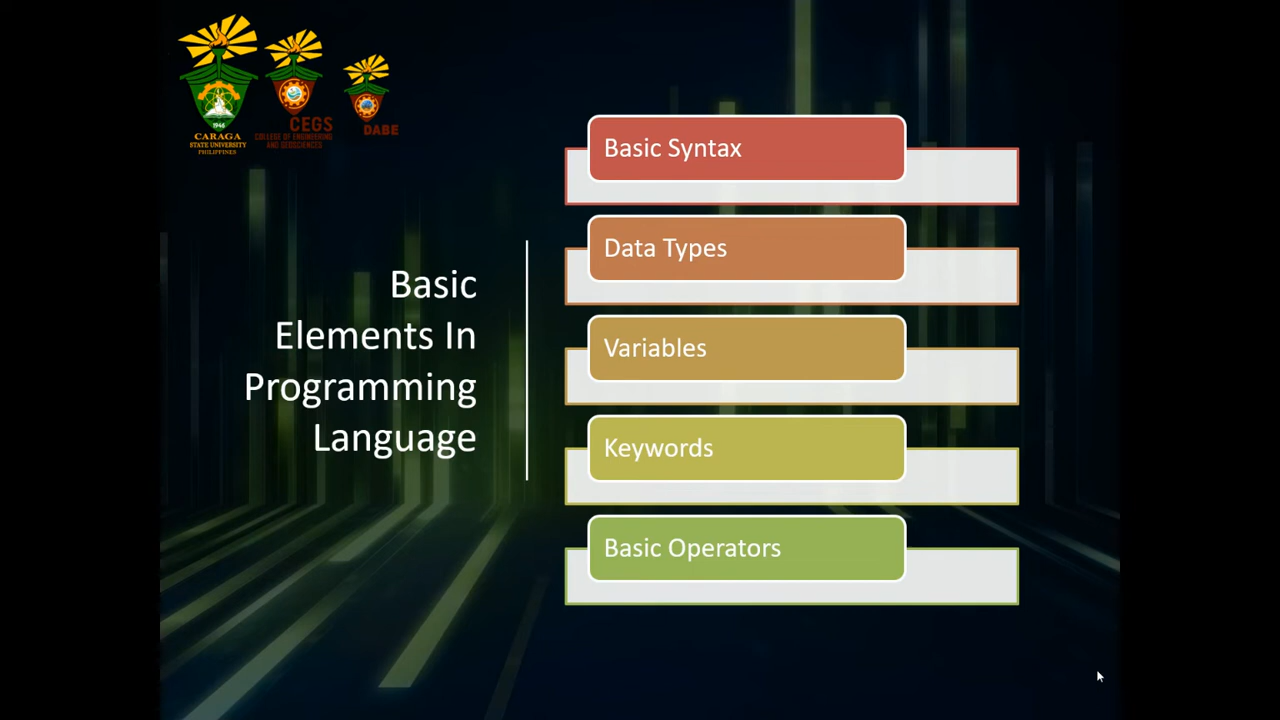 1946
CARAGA
STATE UNIVERSITY
PHILIPPINES
CEGS
COLLEGE OF ENGINEERING
AND GEOSCIENCES
DABE
Basic
Elements In
Programming
Language
Basic Syntax
Data Types
Variables
Keywords
Basic Operators